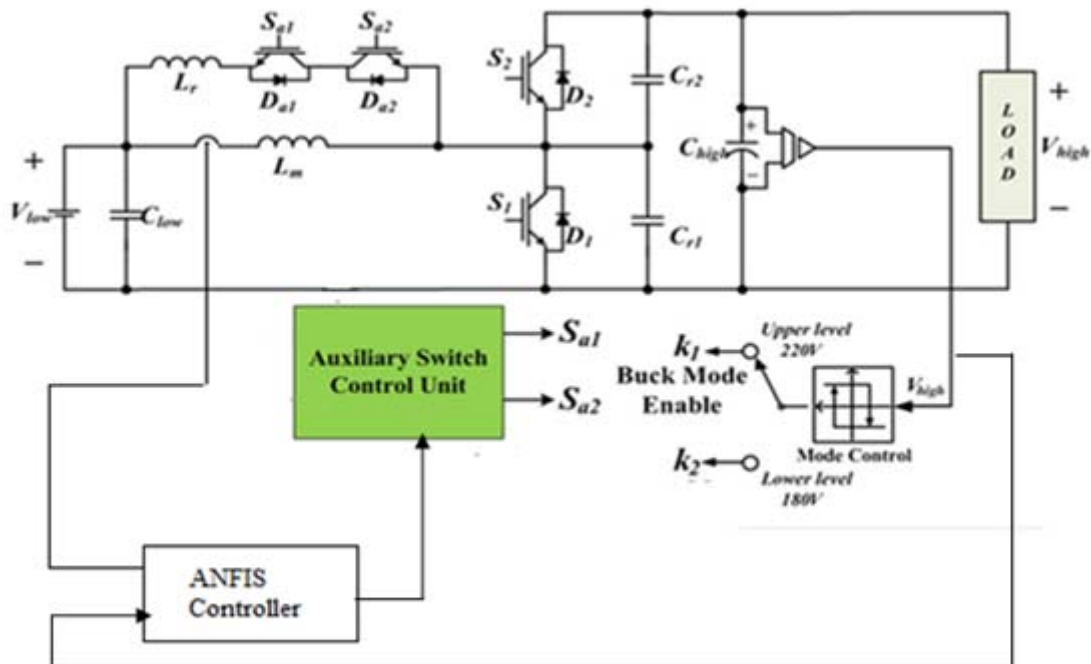 Sa1
Sa2
Lr
Da1
Da2
S2
D2
Cr2
+
Vlow
−
Clow
Lm
S1
D1
Cr1
Chigh
+
−
LOAD
+
Vhigh
−
Auxiliary Switch
Control Unit
Sa1
Sa2
k1
Buck Mode
Enable
k2
Upper level
220V
Vhigh
Mode Control
Lower level
180V
ANFIS
Controller